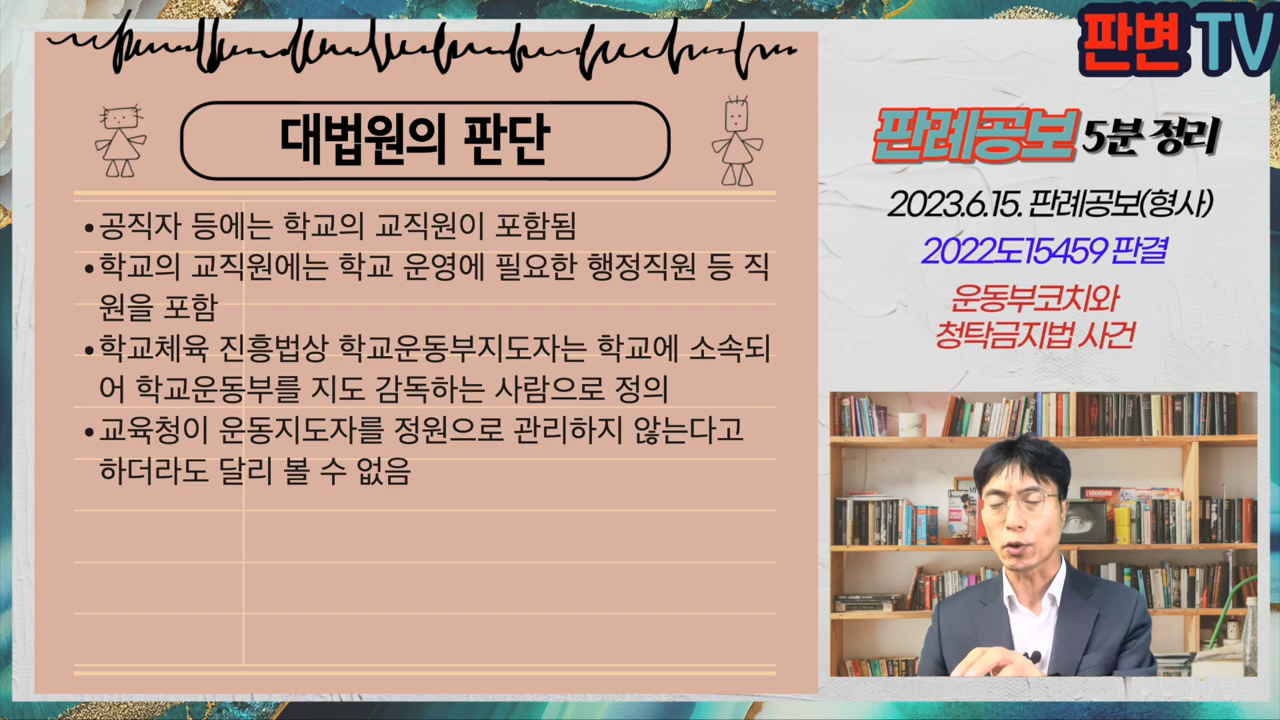 판변 TV
대법원의 판단
•공직자 등에는 학교의 교직원이 포함됨
•학교의 교직원에는 학교 운영에 필요한 행정직원 등 직
원을 포함
•학교체육 진흥법상 학교운동부지도자는 학교에 소속되
어 학교운동부를 지도 감독하는 사람으로 정의
•교육청이 운동지도자를 정원으로 관리하지 않는다고
하더라도 달리 볼 수 없음
판례공보 5분 정리
2023.6.15. 판례공보(형사)
2022도15459 판결
운동부코치와
청탁금지법 사건